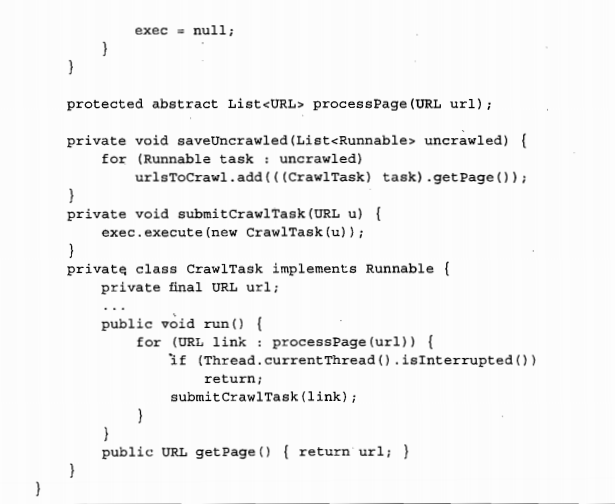 exec = null;
        }
    }

    protected abstract List<URL> processPage(URL url);

    private void saveUncrawled(List<Runnable> uncrawled) {
        for (Runnable task : uncrawled)
            urlsToCrawl.add(((CrawlTask) task).getPage());
    }
    private void submitCrawlTask(URL u) {
        exec.execute(new CrawlTask(u));
    }
    private class CrawlTask implements Runnable {
        private final URL url;
        ...
        public void run() {
            for (URL link : processPage(url)) {
                if (Thread.currentThread().isInterrupted())
                    return;
                submitCrawlTask(link);
            }
        }
        public URL getPage() { return url; }
    }
}